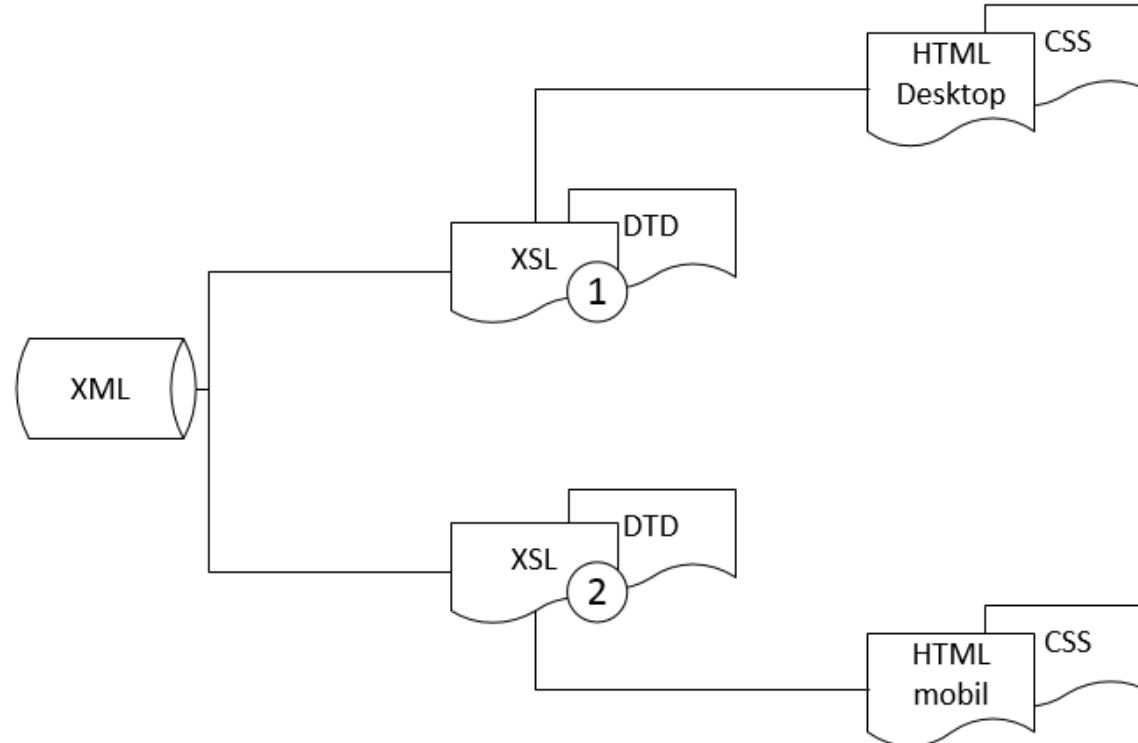 HTML
Desktop
CSS
XSL
DTD
1
XML
XSL
DTD
2
HTML
mobil
CSS